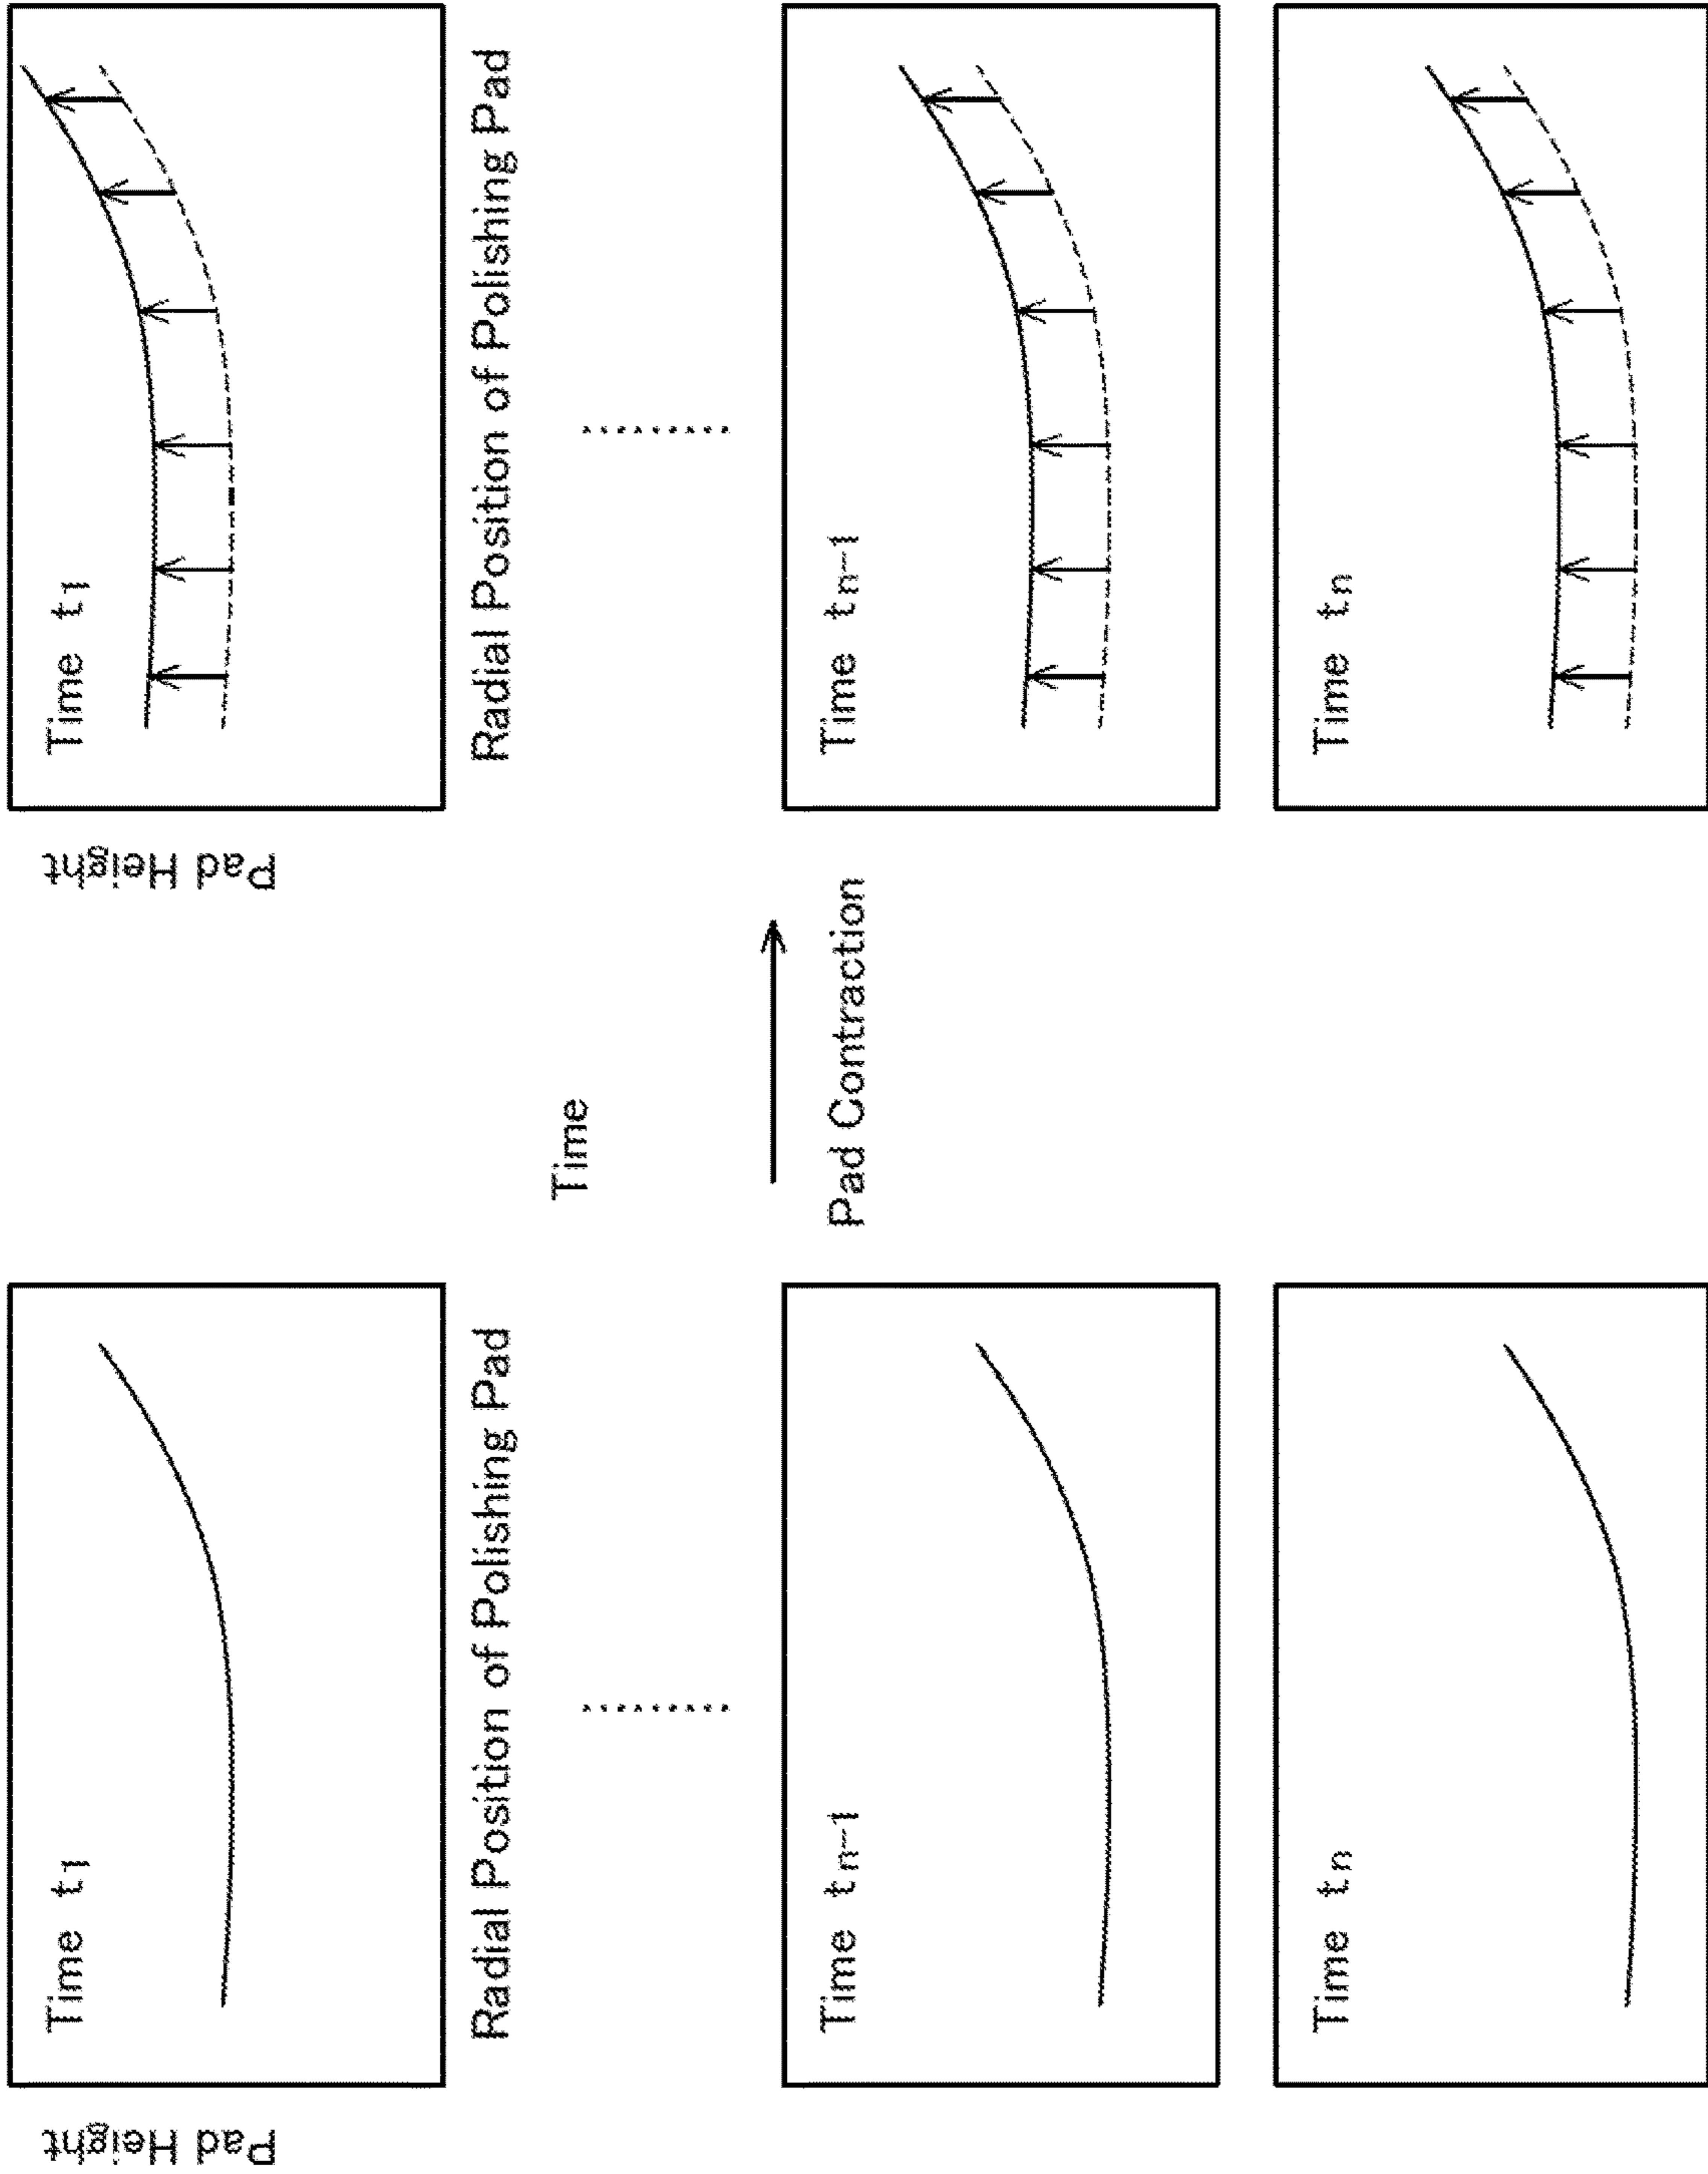 Pad Height
Time t₁
Radial Position of Polishing Pad
Time tₙ₋₁
Time tₙ
Time
Pad Contraction
Pad Height
Time t₁
Radial Position of Polishing Pad
Time tₙ₋₁
Time tₙ